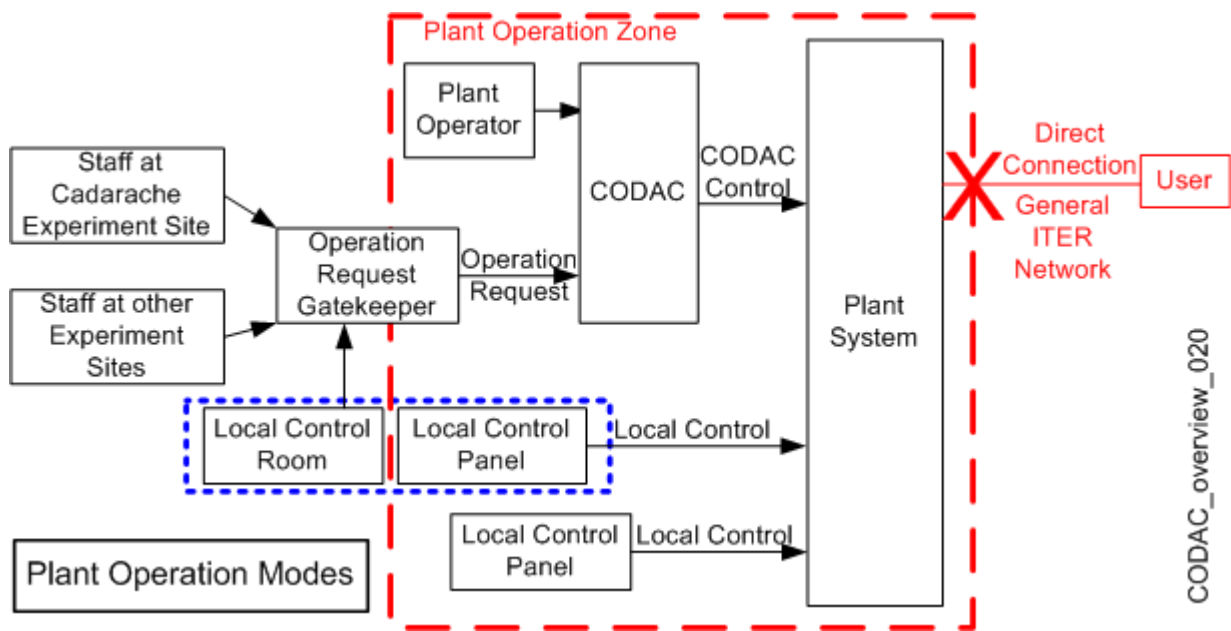 Plant Operation Zone
Plant
Operator
CODAC
CODAC
Control
Plant
System
Direct
Connection
General
ITER
Network
User
Staff at
Cadarache
Experiment Site
Staff at other
Experiment
Sites
Operation
Request
Gatekeeper
Operation
Request
Local Control
Room
Local Control
Panel
Local Control
Local Control
Panel
Local Control
Plant Operation Modes
CODAC_overview_020